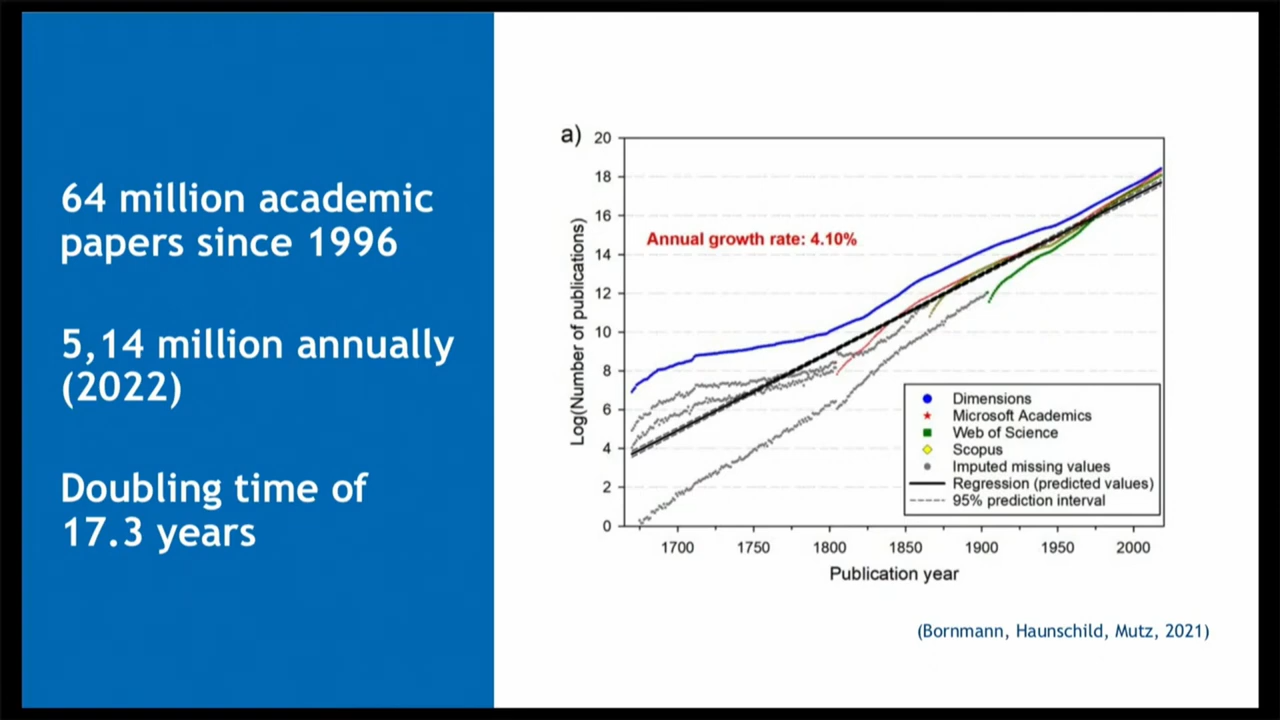 64 million academic
papers since 1996
5,14 million annually
(2022)
Doubling time of
17.3 years
a)
20
18
16
14
12
10
8
6
4
2
0
Log(Number of publications)
Annual growth rate: 4.10%
Dimensions
Microsoft Academics
Web of Science
Scopus
Imputed missing values
Regression (predicted values)
95% prediction interval
1700 1750 1800 1850 1900 1950 2000
Publication year
(Bornmann, Haunschild, Mutz, 2021)